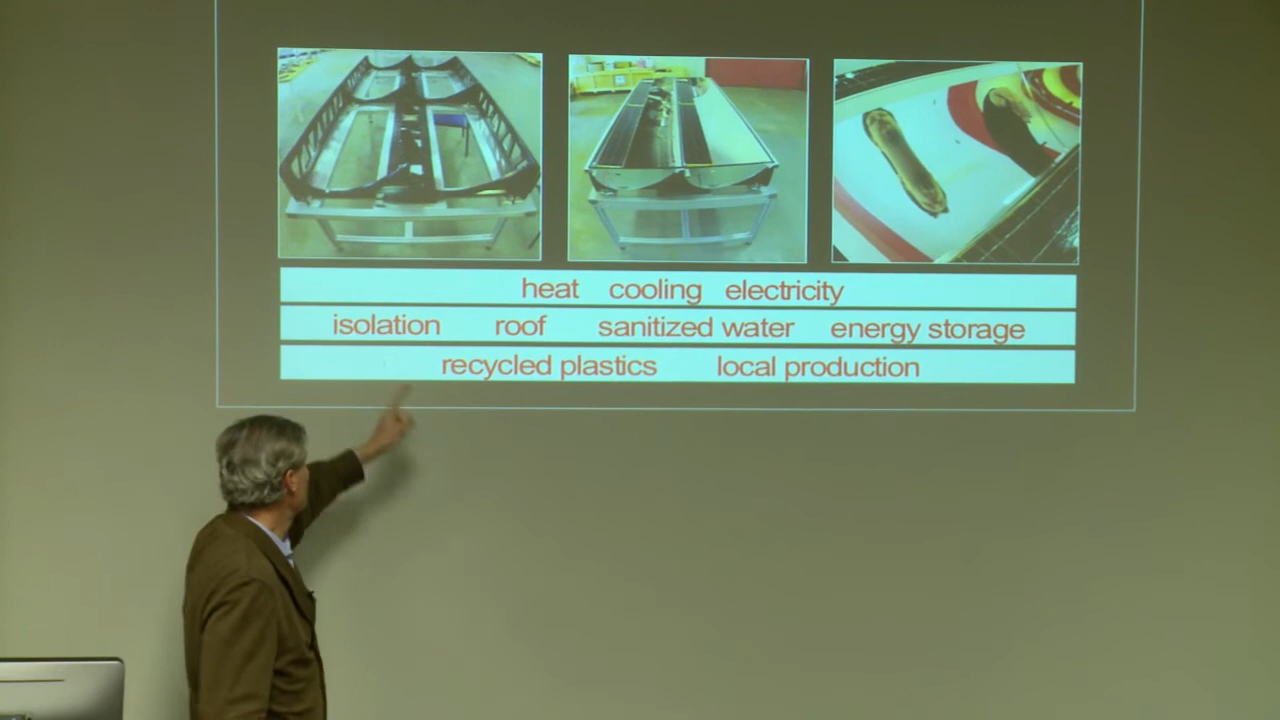 heat cooling electricity
isolation roof sanitized water energy storage
recycled plastics local production